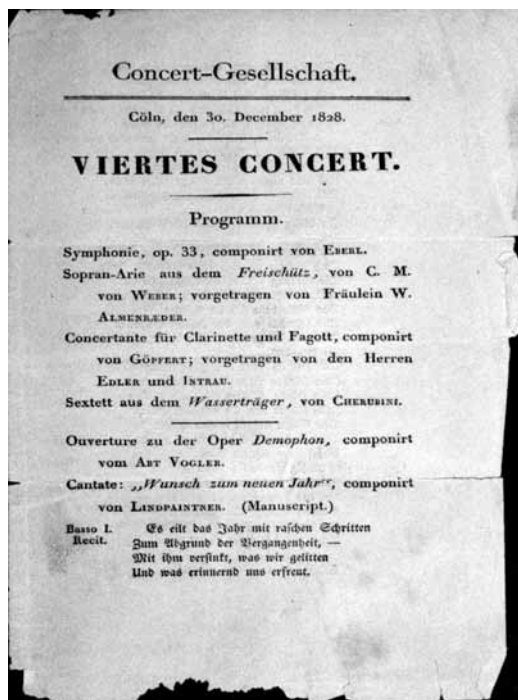 Concert-Gesellschaft.
Cöln, den 30. December 1828.
VIERTES CONCERT.
Programm.
Symphonie, op. 33, componirt von EBERL.
Sopran-Arie aus dem Freischütz, von C. M.
von WEBER; vorgetragen von Fräulein W.
ALMENRÆDER.
Concertante für Clarinette und Fagott, componirt
von GÖPFERT; vorgetragen von den Herren
EDLER und INTRAU.
Sextett aus dem Wasserträger, von CHERUBINI.
Ouverture zu der Oper Demophon, componirt
vom ABT VOGLER.
Cantate: „Wunsch zum neuen Jahr“, componirt
von LINDPAINTNER. (Manuscript.)
Basso I. Es eilt das Jahr mit raschen Schritten
Recit. Zum Abgrund der Vergangenheit, —
Mit ihm versinkt, was wir gelitten
Und was erinnernd uns erfreut.